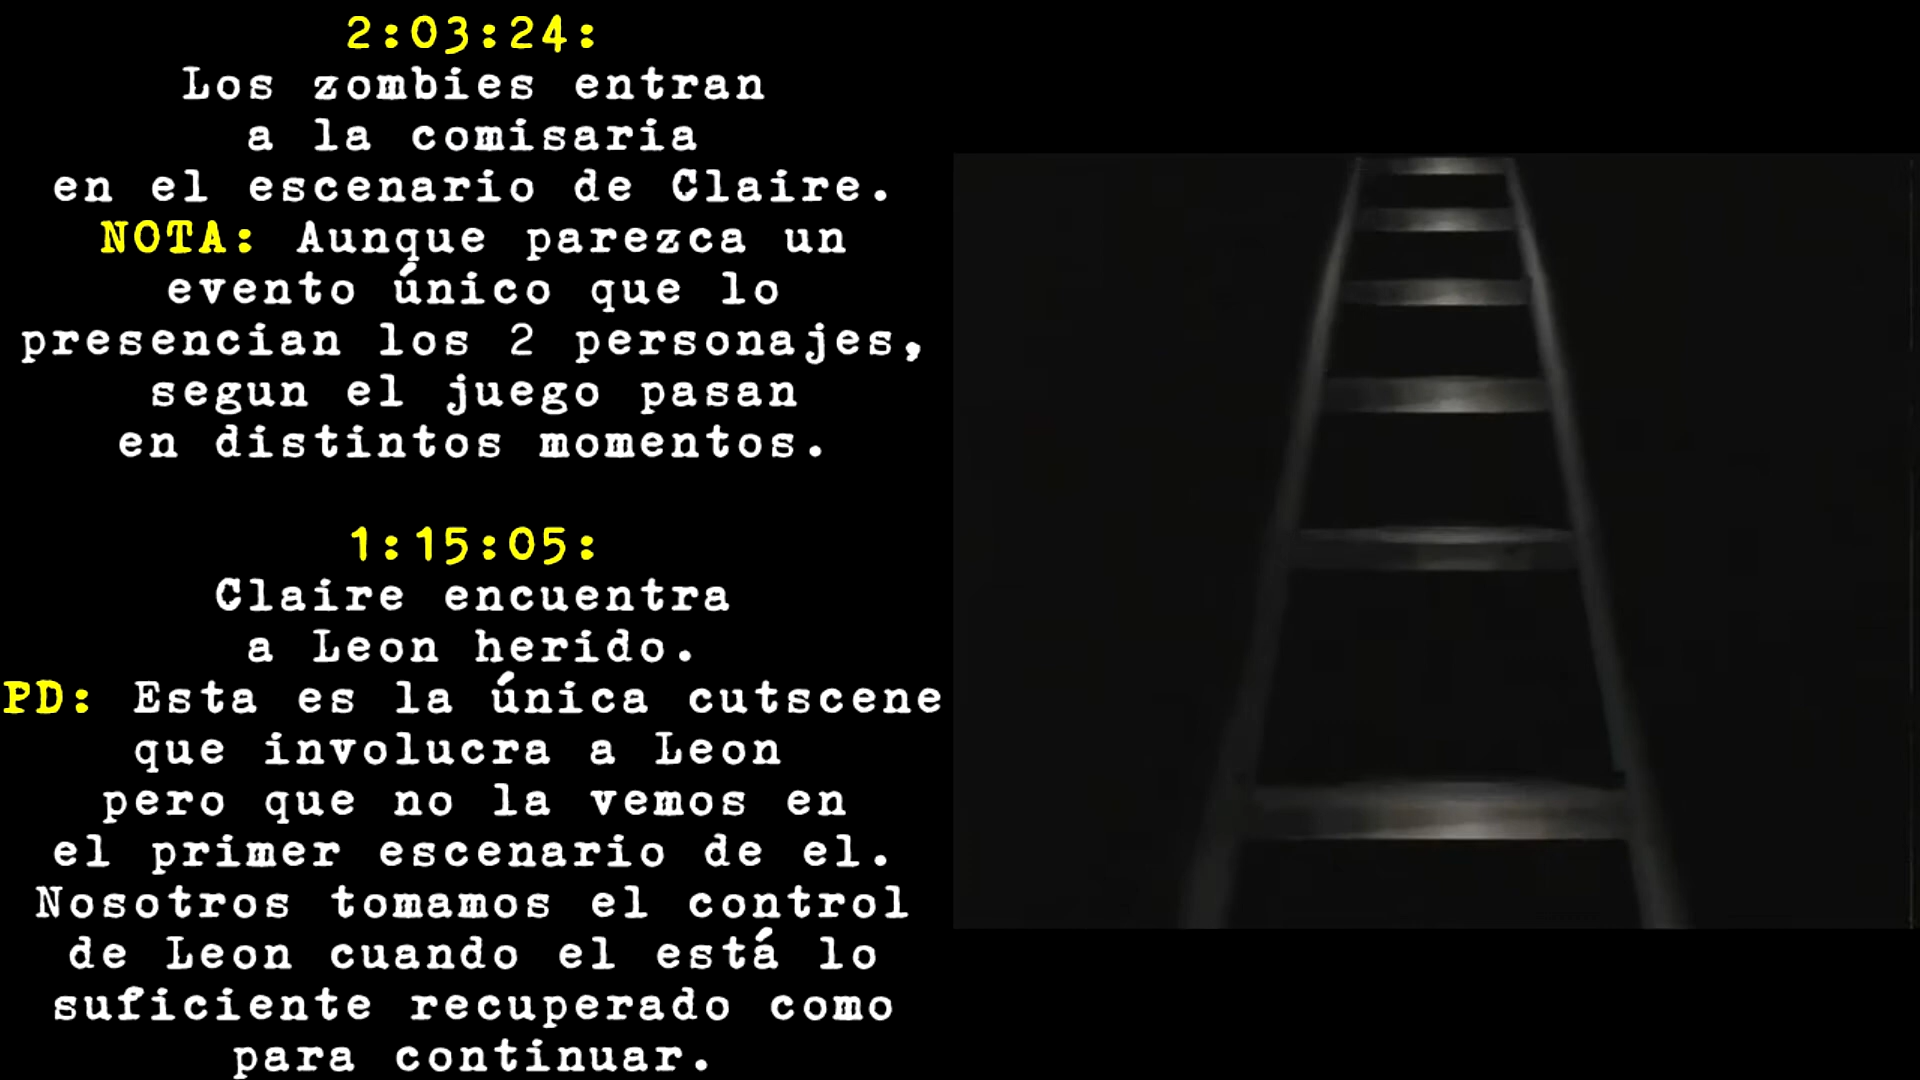 2:03:24:
Los zombies entran
a la comisaria
en el escenario de Claire.
NOTA: Aunque parezca un
evento único que lo
presencian los 2 personajes,
segun el juego pasan
en distintos momentos.
1:15:05:
Claire encuentra
a Leon herido.
PD: Esta es la única cutscene
que involucra a Leon
pero que no la vemos en
el primer escenario de el.
Nosotros tomamos el control
de Leon cuando el está lo
suficiente recuperado como
para continuar.